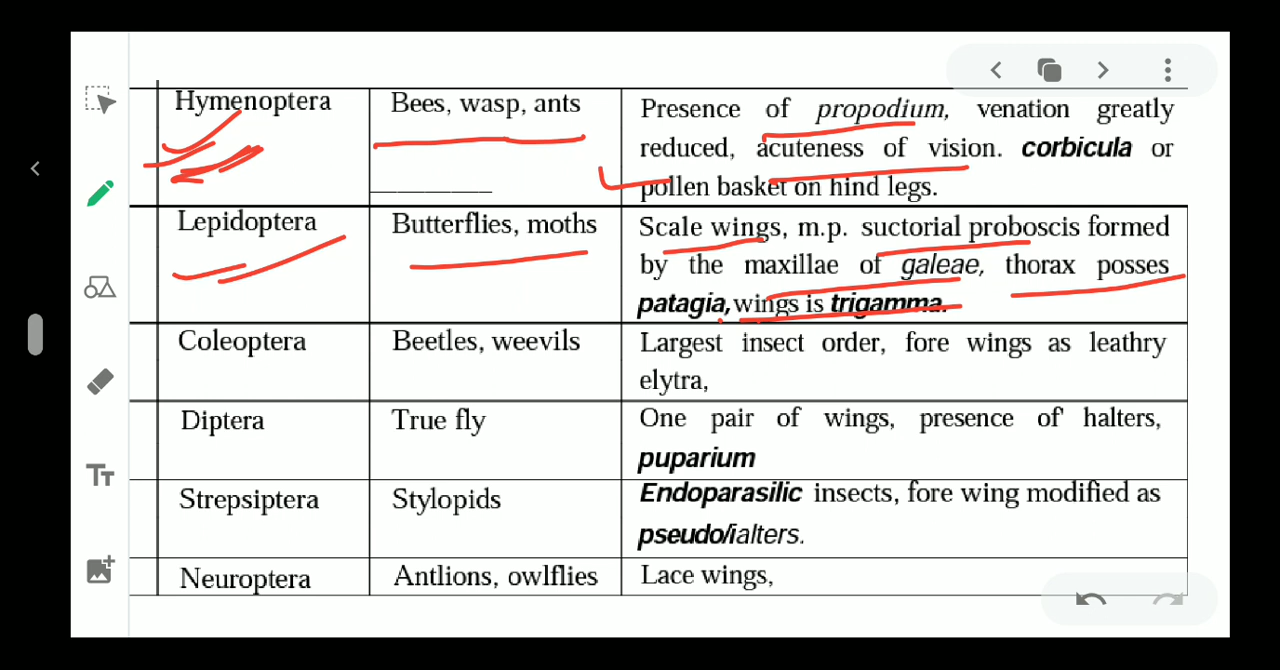 Hymenoptera
Bees, wasp, ants
Presence of propodium, venation greatly
reduced, acuteness of vision. corbicula or
pollen basket on hind legs.
Lepidoptera
Butterflies, moths
Scale wings, m.p. suctorial proboscis formed
by the maxillae of galeae, thorax posses
patagia, wings is trigamma.
Coleoptera
Beetles, weevils
Largest insect order, fore wings as leathry
elytra,
Diptera
True fly
One pair of wings, presence of halters,
puparium
Strepsiptera
Stylopids
Endoparasilic insects, fore wing modified as
pseudo/ialters.
Neuroptera
Antlions, owlflies
Lace wings,
TT